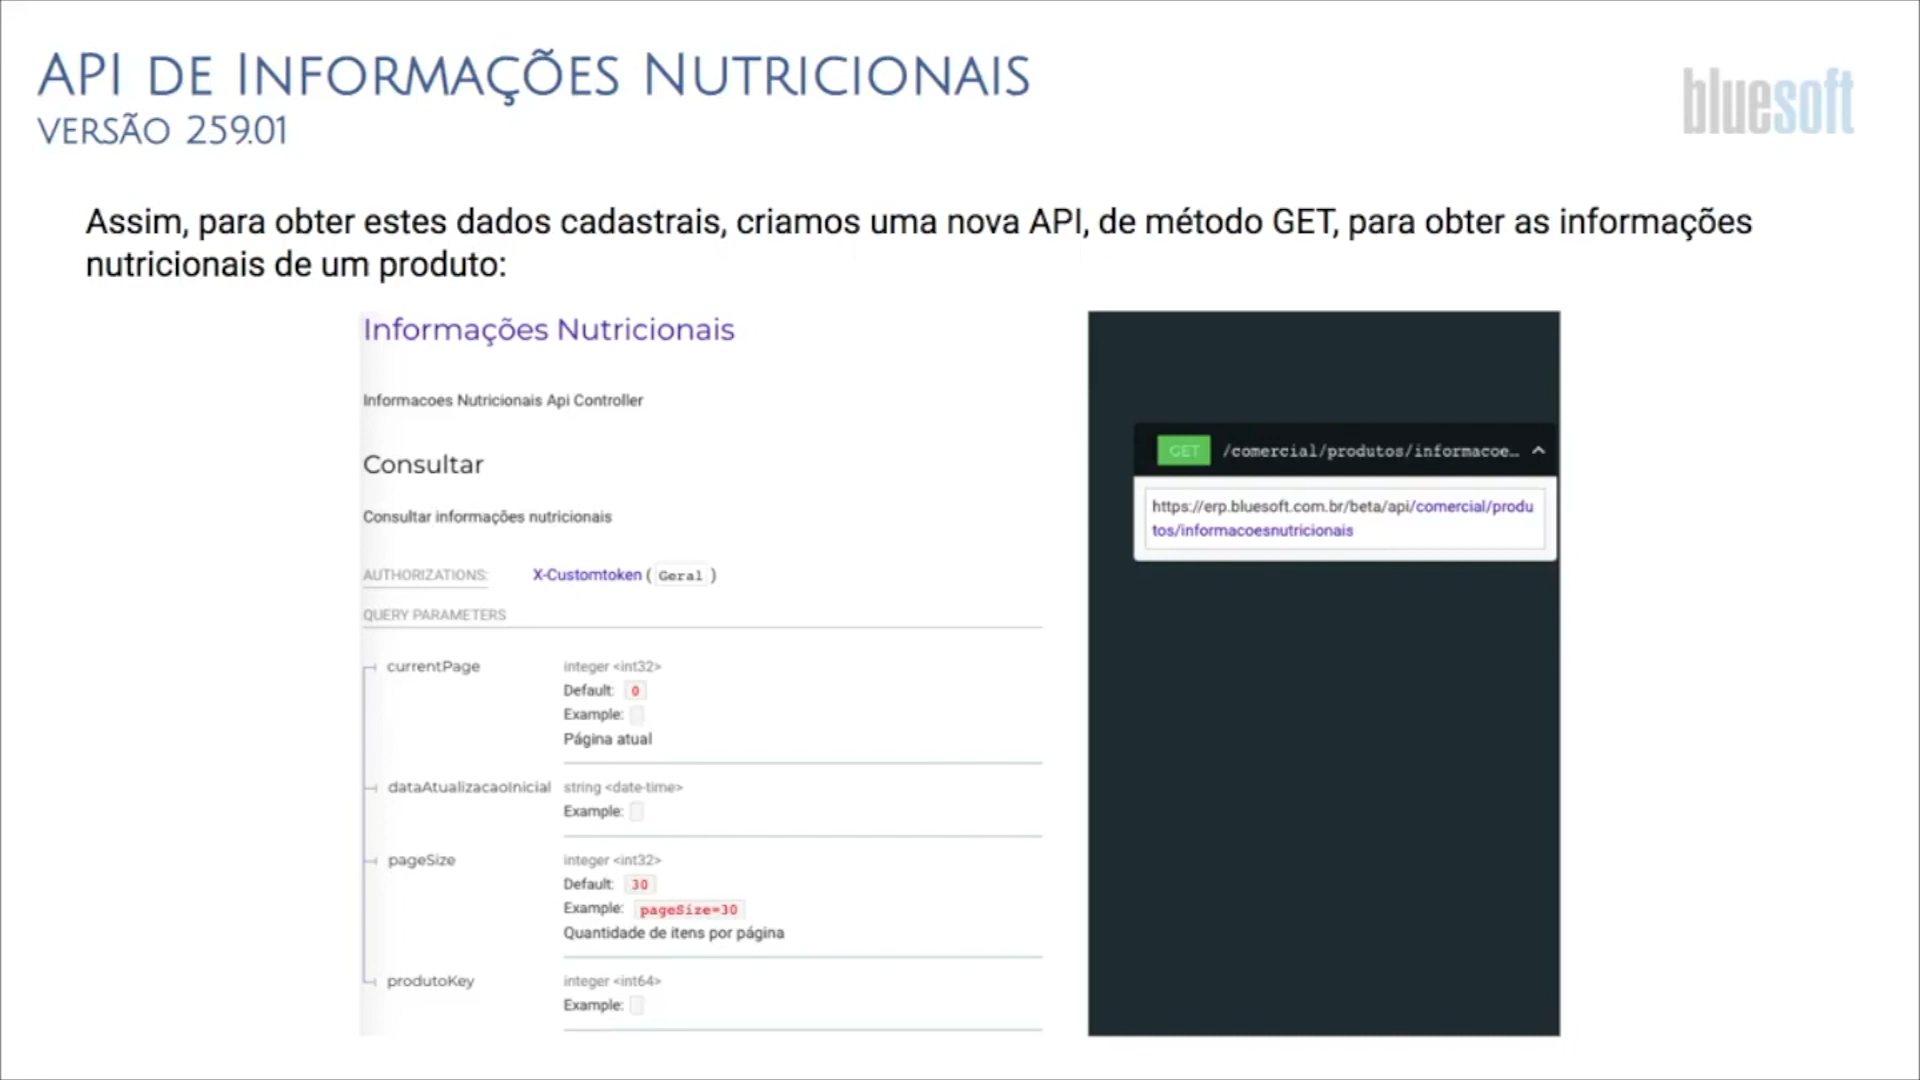 API de Informações Nutricionais
versão 259.01
bluesoft
Assim, para obter estes dados cadastrais, criamos uma nova API, de método GET, para obter as informações
nutricionais de um produto:
Informações Nutricionais
Informacoes Nutricionais Api Controller
Consultar
Consultar informações nutricionais
AUTHORIZATIONS: X-Customtoken ( Geral )
QUERY PARAMETERS
currentPage integer <int32>
Default: 0
Example:
Página atual
dataAtualizacaoInicial string <date-time>
Example:
pageSize integer <int32>
Default: 30
Example: pageSize=30
Quantidade de itens por página
produtoKey integer <int64>
Example:
GET /comercial/produtos/informacoe…
https://erp.bluesoft.com.br/beta/api/comercial/produ
tos/informacoesnutricionais